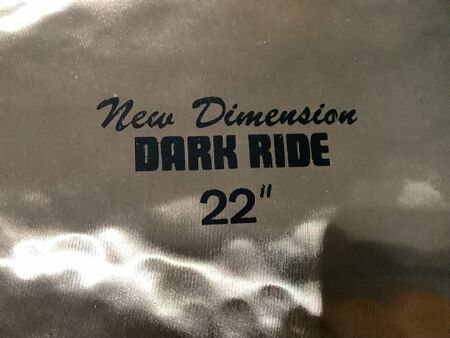 New Dimension
DARK RIDE
22"